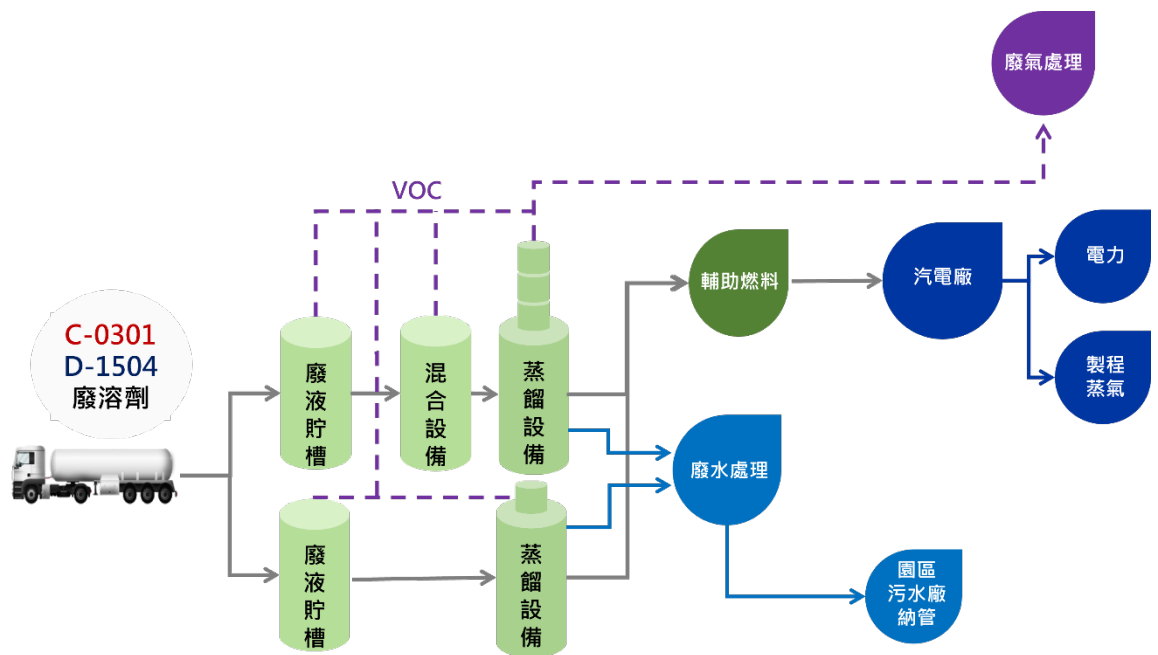 廢氣處理
VOC
C-0301
D-1504
廢溶劑
廢液貯槽
混合設備
蒸餾設備
輔助燃料
汽電廠
電力
製程
蒸氣
廢水處理
廢液貯槽
蒸餾設備
園區
污水廠
納管